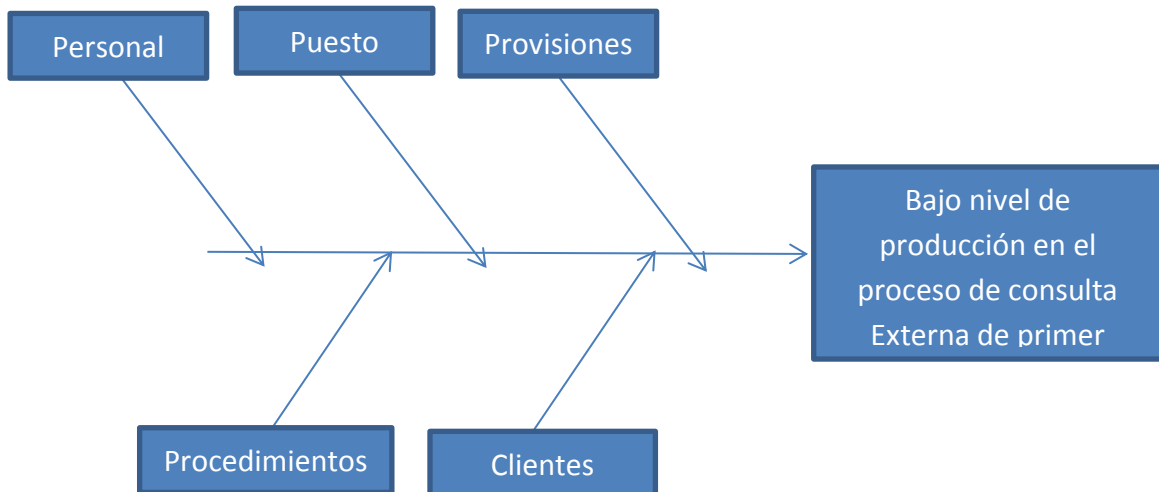 Personal
Puesto
Provisiones
Bajo nivel de
producción en el
proceso de consulta
Externa de primer
Procedimientos
Clientes